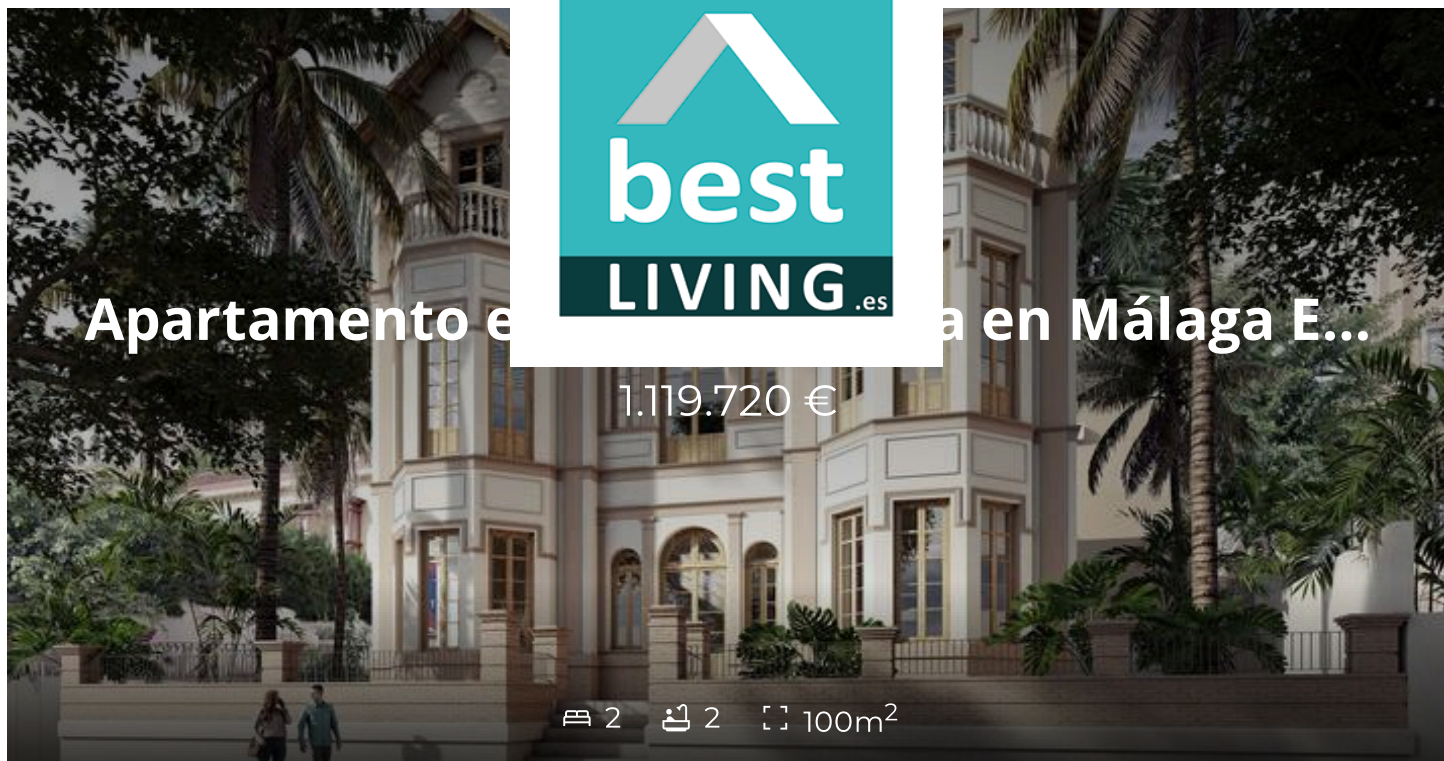 best
LIVING.es
Apartamento e a en Málaga E...
1.119.720 €
2 2 100m²